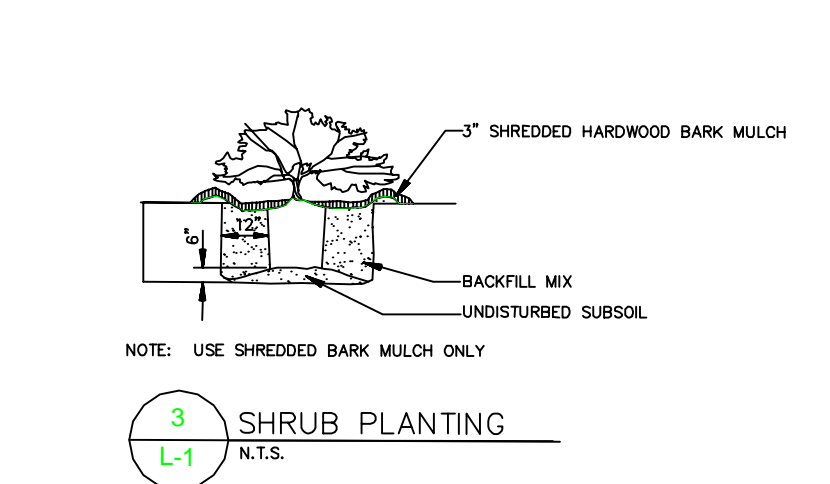 3" SHREDDED HARDWOOD BARK MULCH
12"
6"
BACKFILL MIX
UNDISTURBED SUBSOIL
NOTE: USE SHREDDED BARK MULCH ONLY
3
SHRUB PLANTING
L-1
N.T.S.